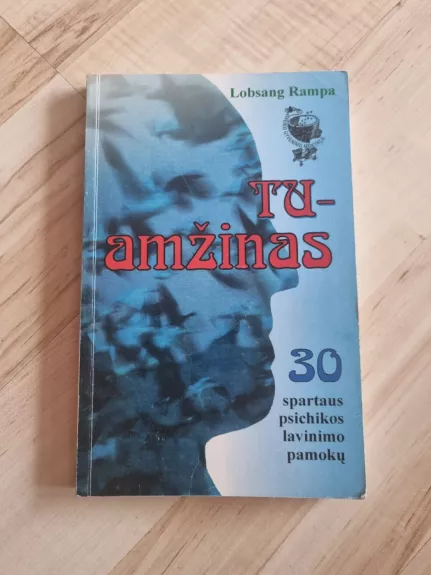 Lobsang Rampa
TU-
amžinas
30
spartaus
psichikos
lavinimo
pamokų